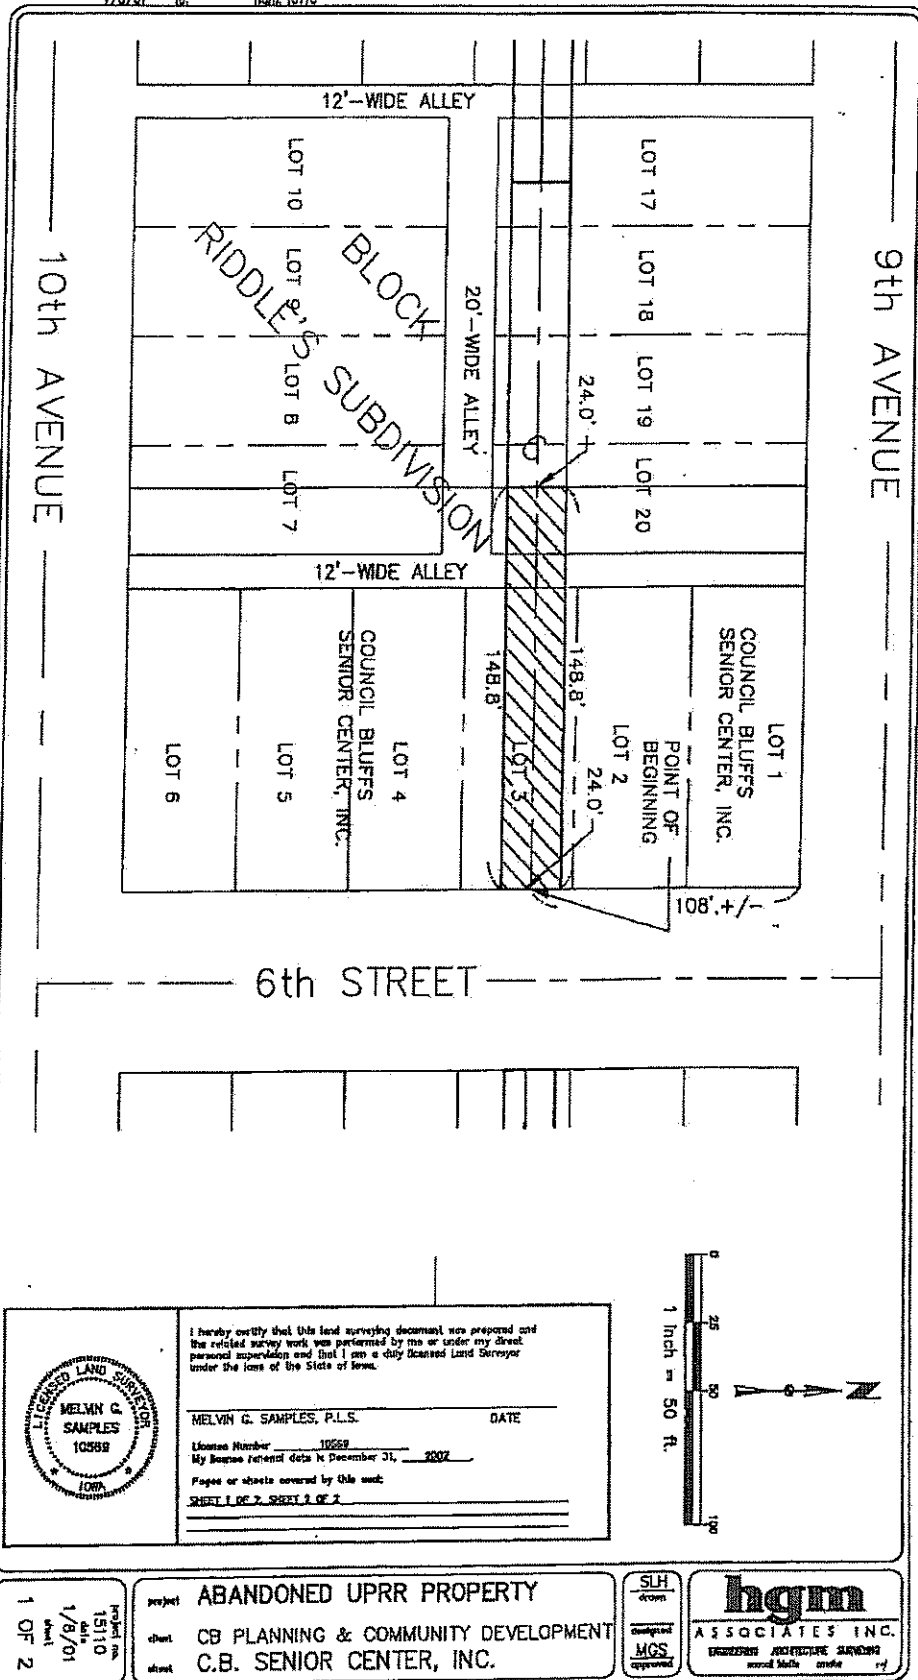 12'-WIDE ALLEY
LOT 10
LOT 9
LOT 8
LOT 7
BLOCK
RIDDLE'S SUBDIVISION
20'-WIDE ALLEY
LOT 17
LOT 18
LOT 19
LOT 20
24.0'
12'-WIDE ALLEY
10th AVENUE
9th AVENUE
148.8'
148.8'
LOT 1
COUNCIL BLUFFS
SENIOR CENTER, INC.
POINT OF
BEGINNING
LOT 2
24.0'
LOT 3
LOT 4
COUNCIL BLUFFS
SENIOR CENTER, INC.
LOT 5
LOT 6
108'.+/-
6th STREET
N
0 25 50 100
1 inch = 50 ft.
I hereby certify that this land surveying document was prepared and
the related survey work was performed by me or under my direct
personal supervision and that I am a duly licensed Land Surveyor
under the laws of the State of Iowa.
MELVIN G. SAMPLES, P.L.S. DATE
License Number 10569
My license renewal date is December 31, 2002.
Pages or sheets covered by this seal:
SHEET 1 OF 2, SHEET 2 OF 2
LICENSED LAND SURVEYOR
MELVIN G.
SAMPLES
10569
IOWA
project no.
15110
date
1/8/01
sheet
1 OF 2
project ABANDONED UPRR PROPERTY
client CB PLANNING & COMMUNITY DEVELOPMENT
sheet C.B. SENIOR CENTER, INC.
SLH
drawn
designed
MGS
approved
hgm
ASSOCIATES INC.
ENGINEERING ARCHITECTURE SURVEYING
council bluffs omaha